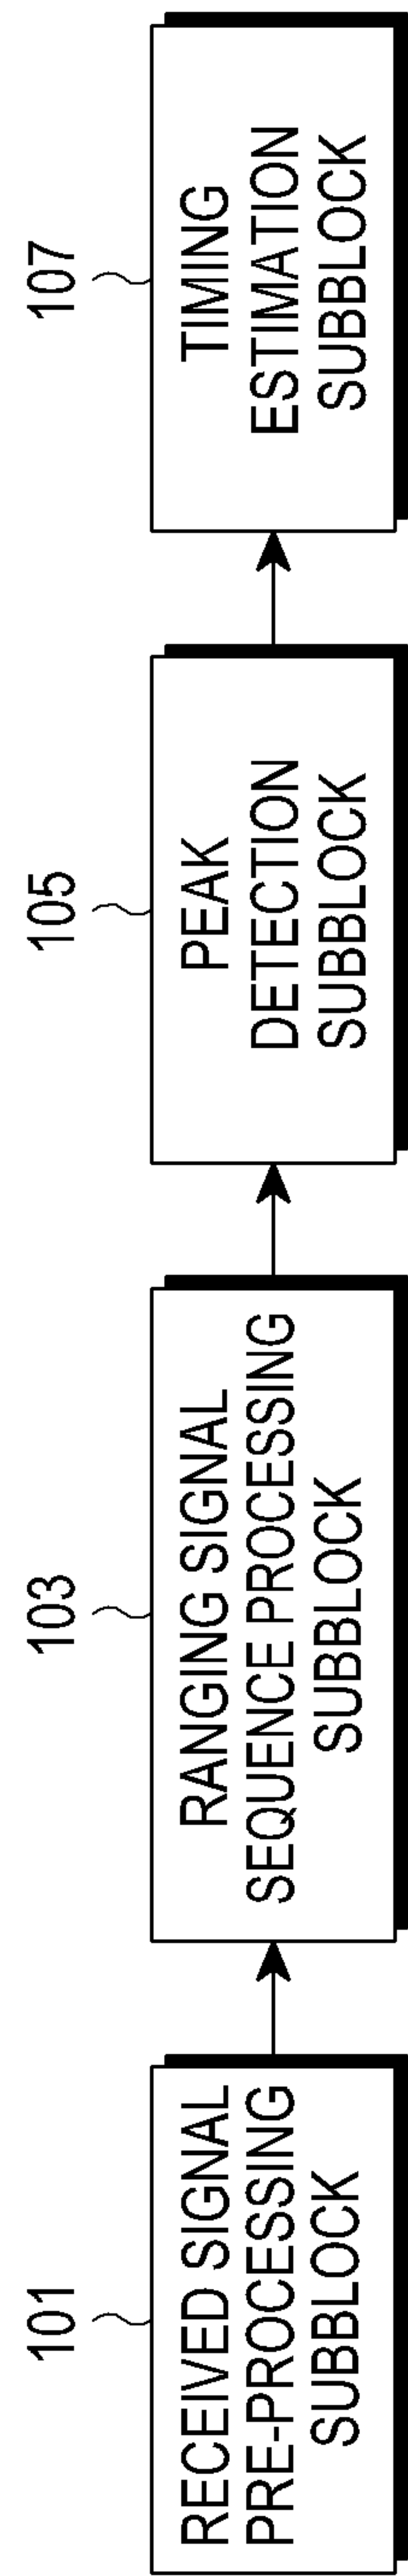 101
RECEIVED SIGNAL
PRE-PROCESSING
SUBBLOCK
103
RANGING SIGNAL
SEQUENCE PROCESSING
SUBBLOCK
105
PEAK
DETECTION
SUBBLOCK
107
TIMING
ESTIMATION
SUBBLOCK